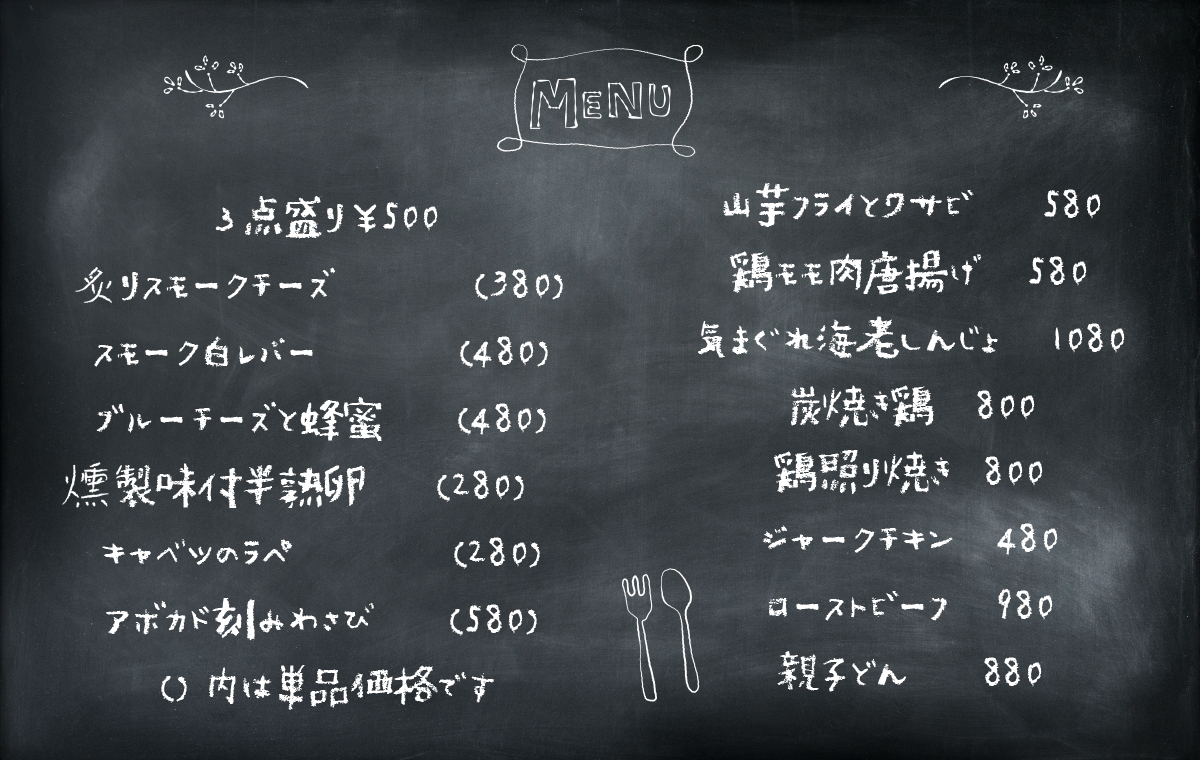 MENU
3点盛り¥500
炙りスモークチーズ (380)
スモーク白レバー (480)
ブルーチーズと蜂蜜 (480)
燻製味付半熟卵 (280)
キャベツのラペ (280)
アボカド刻みわさび (580)
() 内は単品価格です
山芋フライとワサビ 580
鶏モモ肉唐揚げ 580
気まぐれ海老しんじょ 1080
炭焼き鶏 800
鶏照り焼き 800
ジャークチキン 480
ローストビーフ 980
親子どん 880